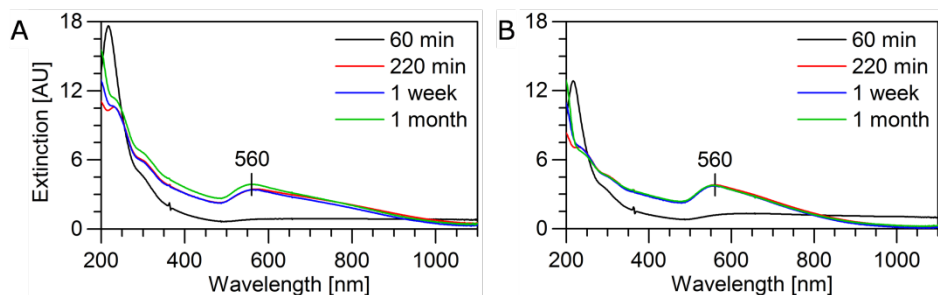 A
Extinction [AU]
18
12
6
0
60 min
220 min
1 week
1 month
560
200 400 600 800 1000
Wavelength [nm]
B
18
12
6
0
60 min
220 min
1 week
1 month
560
200 400 600 800 1000
Wavelength [nm]